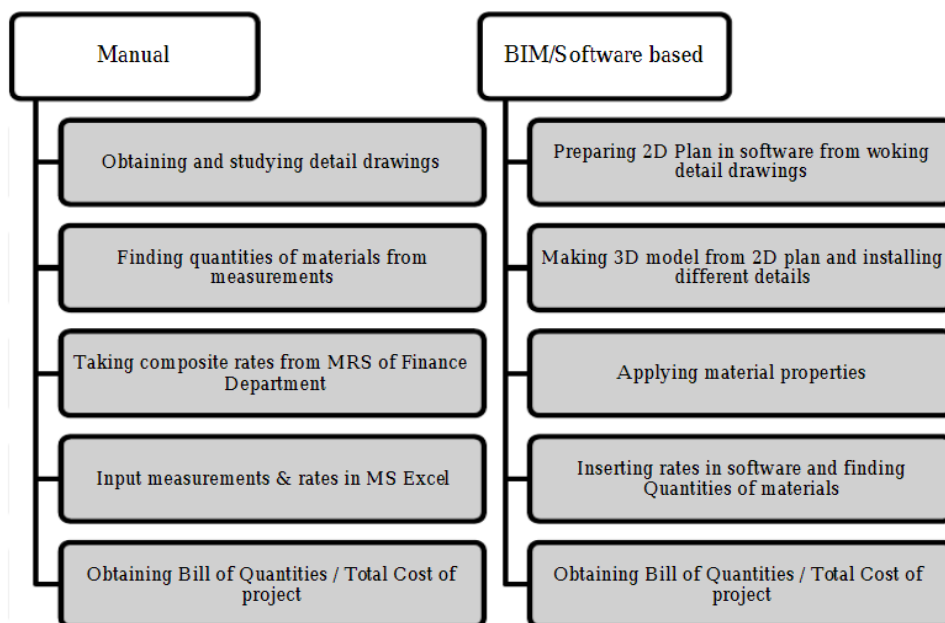 Manual
Obtaining and studying detail drawings
Finding quantities of materials from
measurements
Taking composite rates from MRS of Finance
Department
Input measurements & rates in MS Excel
Obtaining Bill of Quantities / Total Cost of
project
BIM/Software based
Preparing 2D Plan in software from woking
detail drawings
Making 3D model from 2D plan and installing
different details
Applying material properties
Inserting rates in software and finding
Quantities of materials
Obtaining Bill of Quantities / Total Cost of
project